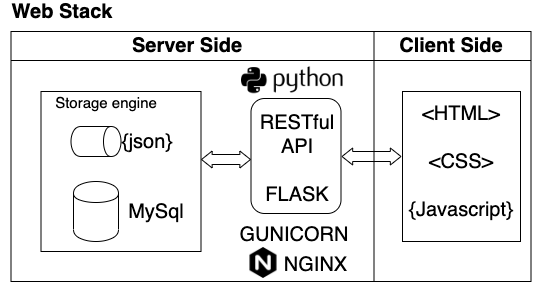 Web Stack
Server Side
Client Side
python
Storage engine
{json}
MySql
RESTful
API
FLASK
GUNICORN
NGINX
<HTML>
<CSS>
{Javascript}